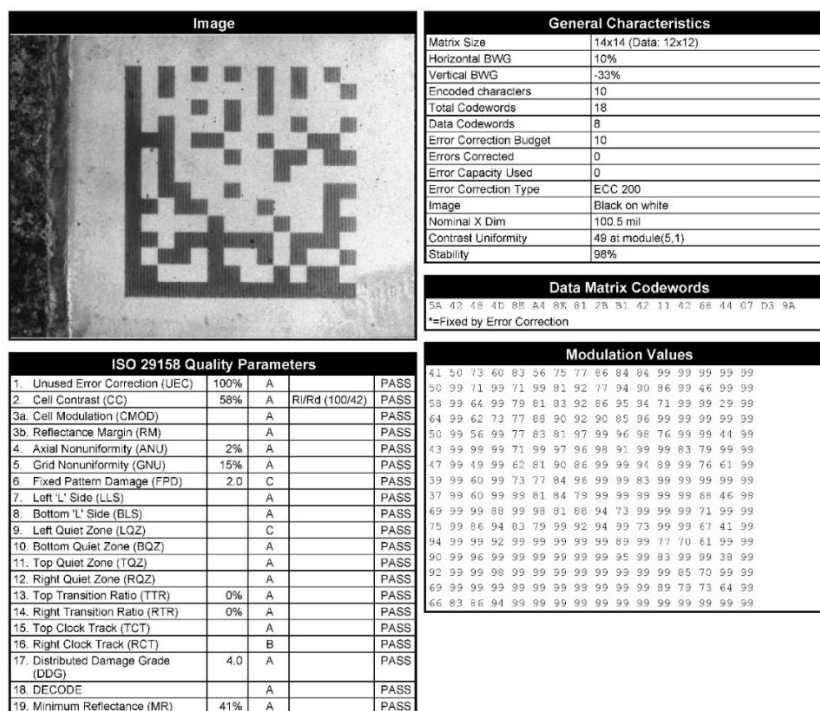 Image
General Characteristics
Matrix Size 14x14 (Data: 12x12)
Horizontal BWG 10%
Vertical BWG -33%
Encoded characters 10
Total Codewords 18
Data Codewords 8
Error Correction Budget 10
Errors Corrected 0
Error Capacity Used 0
Error Correction Type ECC 200
Image Black on white
Nominal X Dim 100.5 mil
Contrast Uniformity 49 at module(5,1)
Stability 98%
Data Matrix Codewords
5A 42 48 4D 8E A4 8E 81 2B B1 42 11 42 68 44 07 D3 9A
*=Fixed by Error Correction
ISO 29158 Quality Parameters
1. Unused Error Correction (UEC) 100% A PASS
2. Cell Contrast (CC) 58% A Rl/Rd (100/42) PASS
3a. Cell Modulation (CMOD) A PASS
3b. Reflectance Margin (RM) A PASS
4. Axial Nonuniformity (ANU) 2% A PASS
5. Grid Nonuniformity (GNU) 15% A PASS
6. Fixed Pattern Damage (FPD) 2.0 C PASS
7. Left 'L' Side (LLS) A PASS
8. Bottom 'L' Side (BLS) A PASS
9. Left Quiet Zone (LQZ) C PASS
10. Bottom Quiet Zone (BQZ) A PASS
11. Top Quiet Zone (TQZ) A PASS
12. Right Quiet Zone (RQZ) A PASS
13. Top Transition Ratio (TTR) 0% A PASS
14. Right Transition Ratio (RTR) 0% A PASS
15. Top Clock Track (TCT) A PASS
16. Right Clock Track (RCT) B PASS
17. Distributed Damage Grade (DDG) 4.0 A PASS
18. DECODE A PASS
19. Minimum Reflectance (MR) 41% A PASS
Modulation Values
41 50 73 60 83 56 75 77 86 84 84 99 99 99 99 99
50 99 71 99 71 99 81 92 77 94 90 86 99 46 99 99
58 99 64 99 79 81 83 92 86 95 94 71 99 99 29 99
64 99 62 73 77 88 90 92 90 85 96 99 99 99 99 99
50 99 56 99 77 83 81 97 99 96 98 76 99 99 44 99
43 99 99 99 71 99 97 96 98 91 99 99 83 79 99 99
47 99 49 99 62 81 90 86 99 99 94 89 99 76 61 99
39 99 60 99 73 77 84 96 99 99 83 99 99 99 99 99
37 99 60 99 99 81 84 79 99 99 99 99 99 68 46 99
69 99 99 88 99 98 81 88 94 73 99 99 99 71 99 99
75 99 86 94 83 79 99 92 94 99 73 99 99 67 41 99
94 99 99 92 99 99 99 99 99 89 99 77 70 61 99 99
90 99 96 99 99 99 99 99 99 95 99 83 99 99 38 99
92 99 99 98 99 99 99 99 99 99 99 99 85 70 99 99
69 99 99 99 99 99 99 99 99 99 99 89 79 73 64 99
66 83 86 94 99 99 99 99 99 99 99 99 99 99 99 99